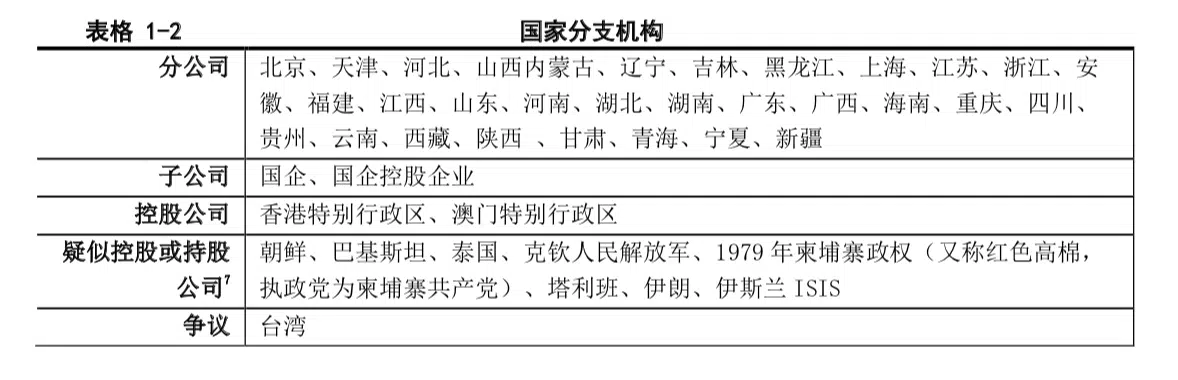 表格 1-2 国家分支机构
分公司 北京、天津、河北、山西内蒙古、辽宁、吉林、黑龙江、上海、江苏、浙江、安
徽、福建、江西、山东、河南、湖北、湖南、广东、广西、海南、重庆、四川、
贵州、云南、西藏、陕西 、甘肃、青海、宁夏、新疆
子公司 国企、国企控股企业
控股公司 香港特别行政区、澳门特别行政区
疑似控股或持股 朝鲜、巴基斯坦、泰国、克钦人民解放军、1979 年柬埔寨政权（又称红色高棉，
公司7 执政党为柬埔寨共产党）、塔利班、伊朗、伊斯兰 ISIS
争议 台湾